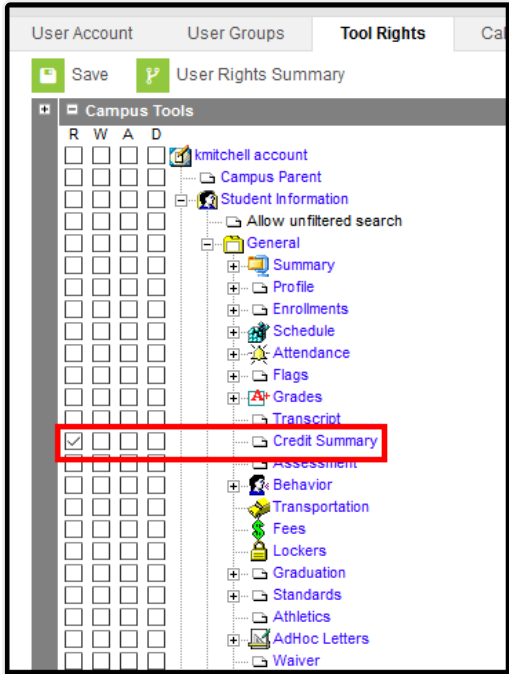 User Account User Groups Tool Rights Cal
Save User Rights Summary
Campus Tools
R W A D
kmitchell account
Campus Parent
Student Information
Allow unfiltered search
General
Summary
Profile
Enrollments
Schedule
Attendance
Flags
Grades
Transcript
Credit Summary
Assessment
Behavior
Transportation
Fees
Lockers
Graduation
Standards
Athletics
AdHoc Letters
Waiver